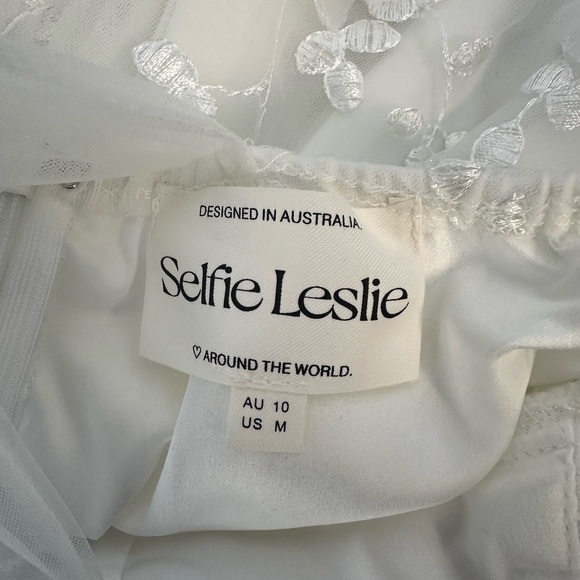 DESIGNED IN AUSTRALIA.
Selfie Leslie
♡ AROUND THE WORLD.
AU 10
US M